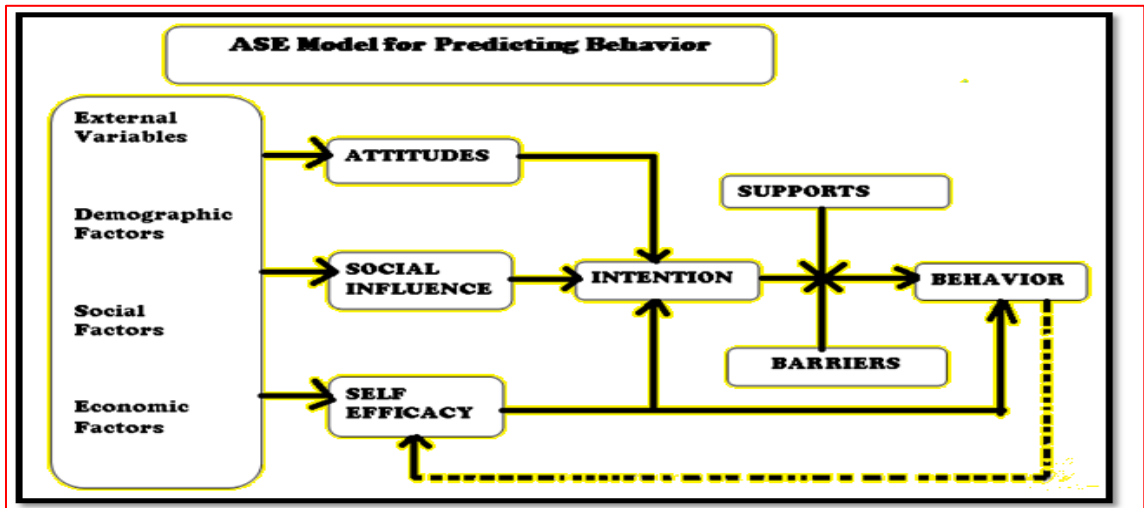 ASE Model for Predicting Behavior
External
Variables
Demographic
Factors
Social
Factors
Economic
Factors
ATTITUDES
SOCIAL
INFLUENCE
SELF
EFFICACY
INTENTION
SUPPORTS
BARRIERS
BEHAVIOR